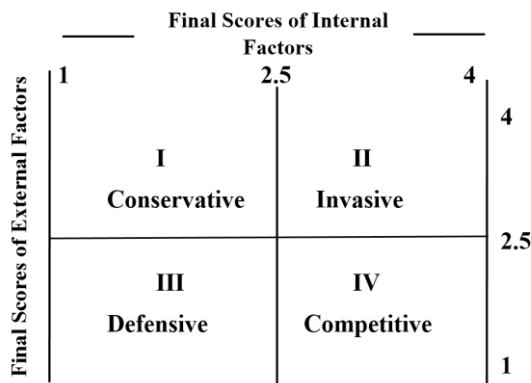 Final Scores of Internal
Factors
1 2.5 4
Final Scores of External Factors
4
I II
Conservative Invasive
2.5
III IV
Defensive Competitive
1